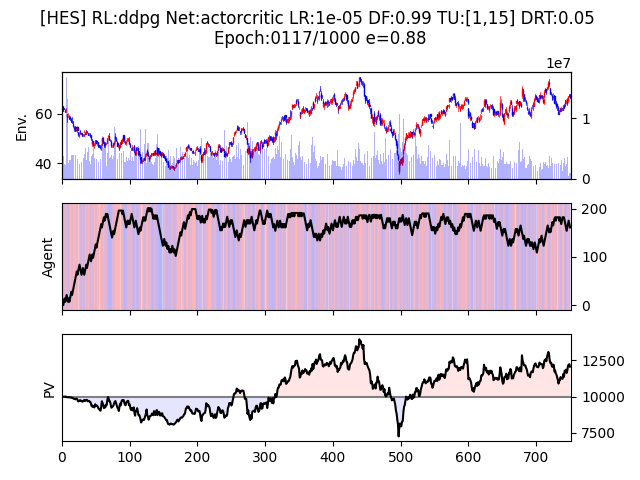 [HES] RL:ddpg Net:actorcritic LR:1e-05 DF:0.99 TU:[1,15] DRT:0.05
Epoch:0117/1000 e=0.88
1e7
Env.
60
40
1
0
Agent
200
100
0
PV
12500
10000
7500
0 100 200 300 400 500 600 700